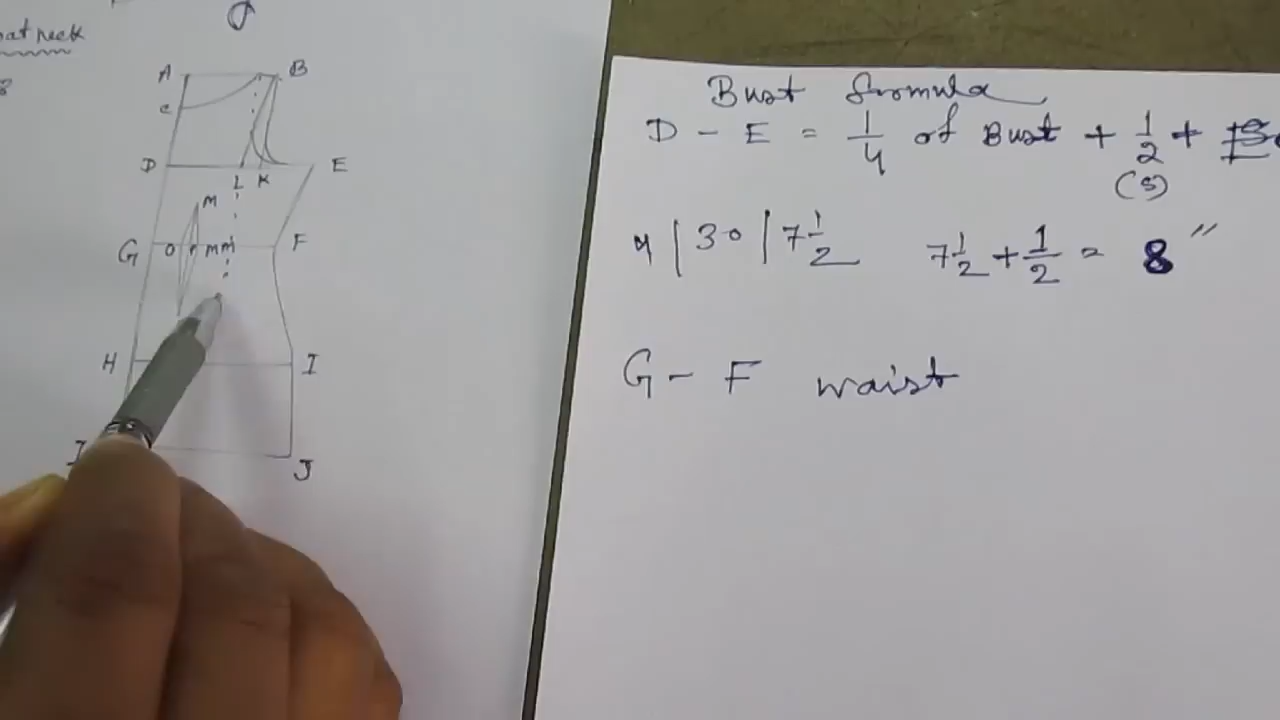 neck
A B
C
D L K E
M
G O M F
H I
I J
Bust formula
D - E = 1/4 of Bust + 1/2 +
(S)
4 | 30 | 7 1/2 7 1/2 + 1/2 = 8"
G - F waist